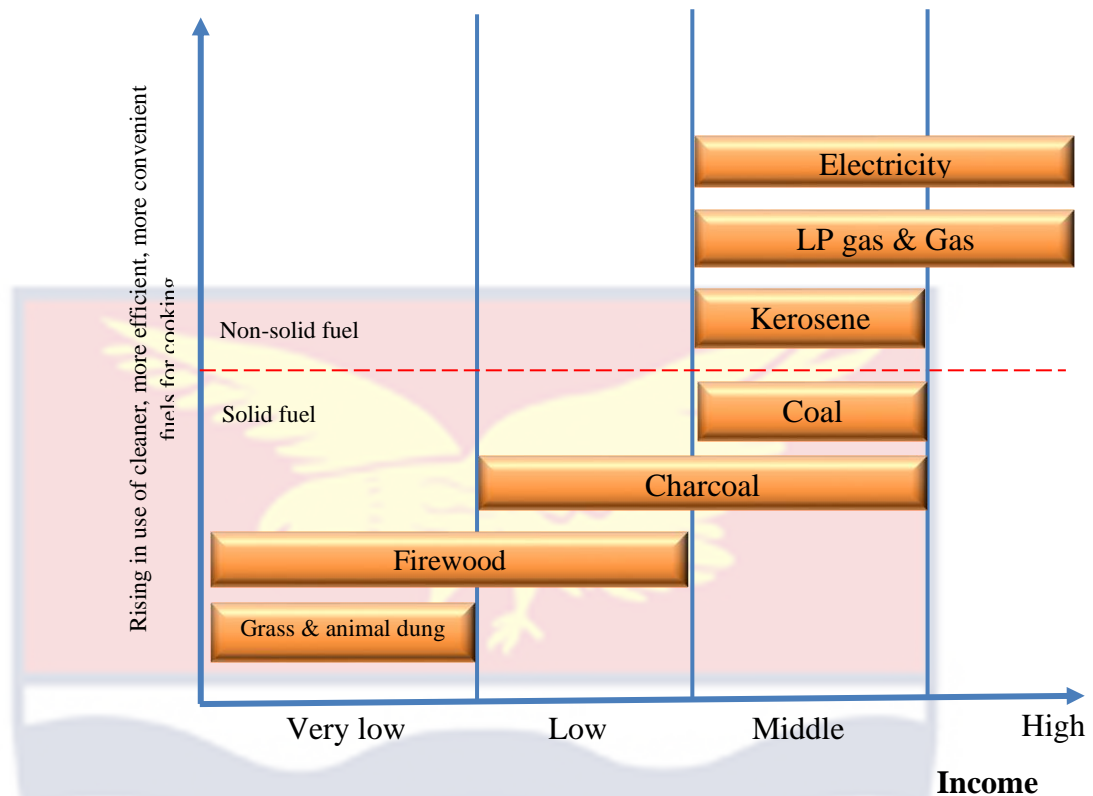 Rising in use of cleaner, more efficient, more convenient
fuels for cooking
Electricity
LP gas & Gas
Kerosene
Non-solid fuel
Solid fuel
Coal
Charcoal
Firewood
Grass & animal dung
Very low
Low
Middle
High
Income